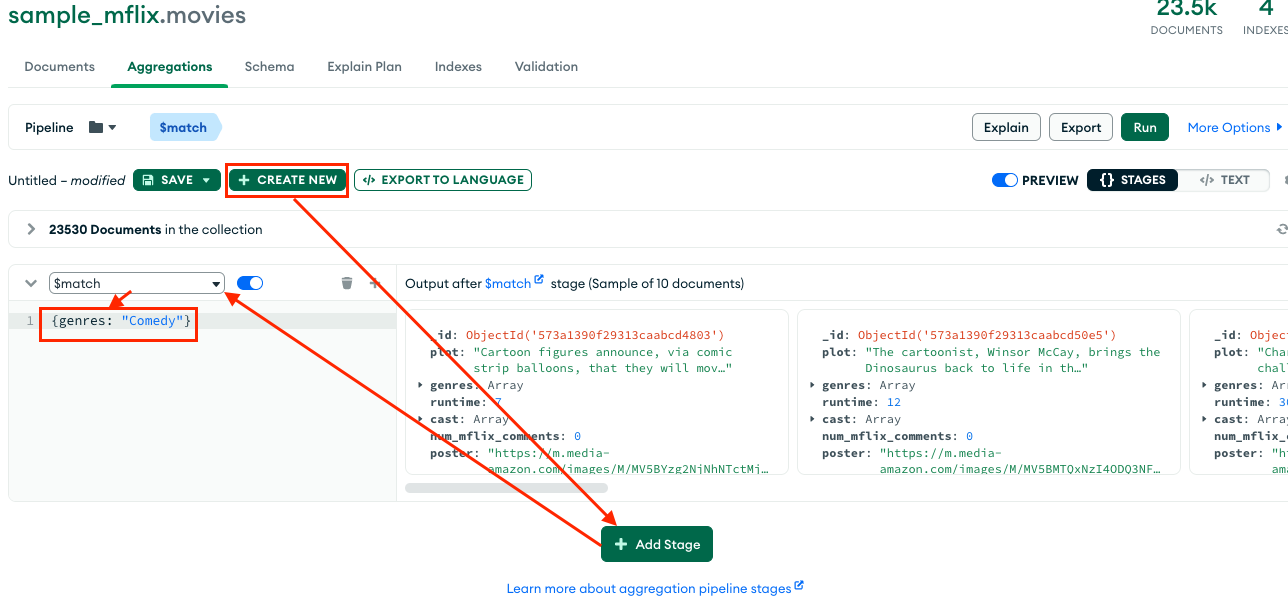 sample_mflix.movies
23.5k 4
DOCUMENTS INDEXES
Documents Aggregations Schema Explain Plan Indexes Validation
Pipeline $match Explain Export Run More Options
Untitled – modified SAVE + CREATE NEW </> EXPORT TO LANGUAGE PREVIEW {} STAGES </> TEXT
23530 Documents in the collection
$match Output after $match stage (Sample of 10 documents)
1 {genres: "Comedy"}
_id: ObjectId('573a1390f29313caabcd4803')
plot: "Cartoon figures announce, via comic
strip balloons, that they will mov…"
genres: Array
runtime: 7
cast: Array
num_mflix_comments: 0
poster: "https://m.media-
amazon.com/images/M/MV5BYzg2NjNhNTctMj…
_id: ObjectId('573a1390f29313caabcd50e5')
plot: "The cartoonist, Winsor McCay, brings the
Dinosaurus back to life in th…"
genres: Array
runtime: 12
cast: Array
num_mflix_comments: 0
poster: "https://m.media-
amazon.com/images/M/MV5BMTQxNzI4ODQ3NF…
_id: Objec
plot: "Cha
chal
genres: Arra
runtime: 30
cast: Array
num_mflix_
poster: "ht
ama
+ Add Stage
Learn more about aggregation pipeline stages